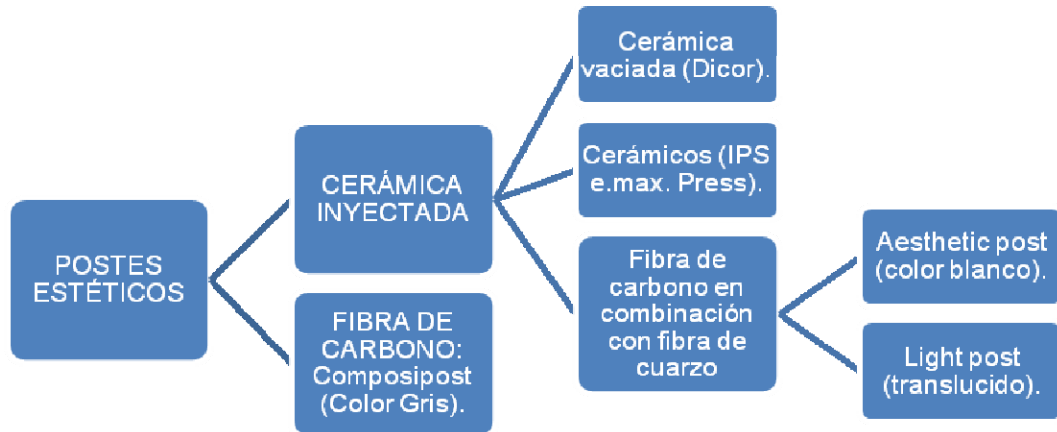 POSTES
ESTÉTICOS
CERÁMICA
INYECTADA
FIBRA DE
CARBONO:
Composipost
(Color Gris).
Cerámica
vaciada (Dicor).
Cerámicos (IPS
e.max. Press).
Fibra de
carbono en
combinación
con fibra de
cuarzo
Aesthetic post
(color blanco).
Light post
(translucido).